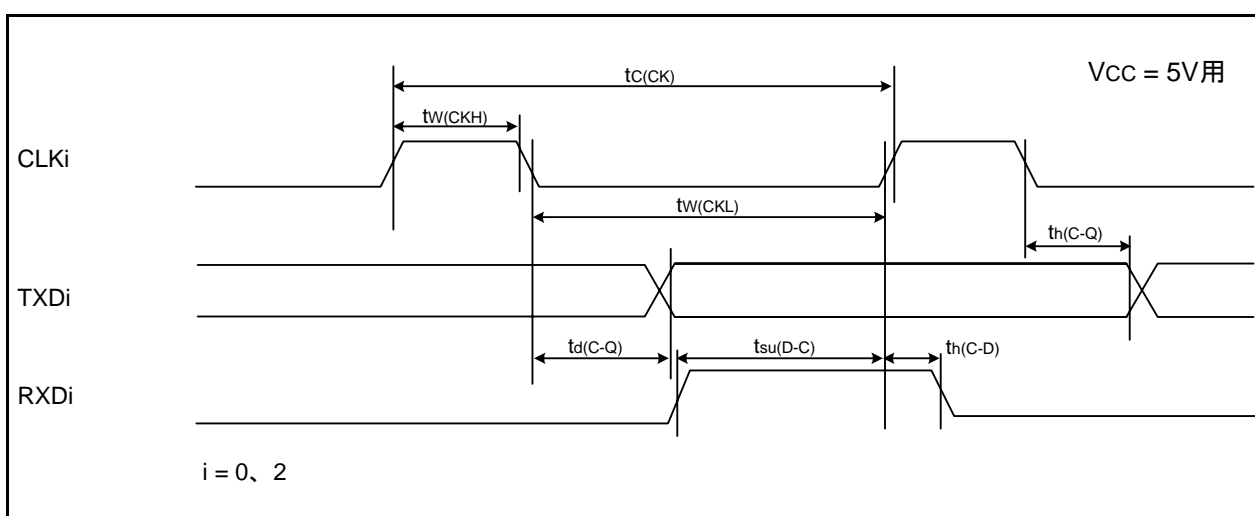 tC(CK)
VCC = 5V用
tW(CKH)
CLKi
tW(CKL)
th(C-Q)
TXDi
td(C-Q)
tsu(D-C)
th(C-D)
RXDi
i = 0、2